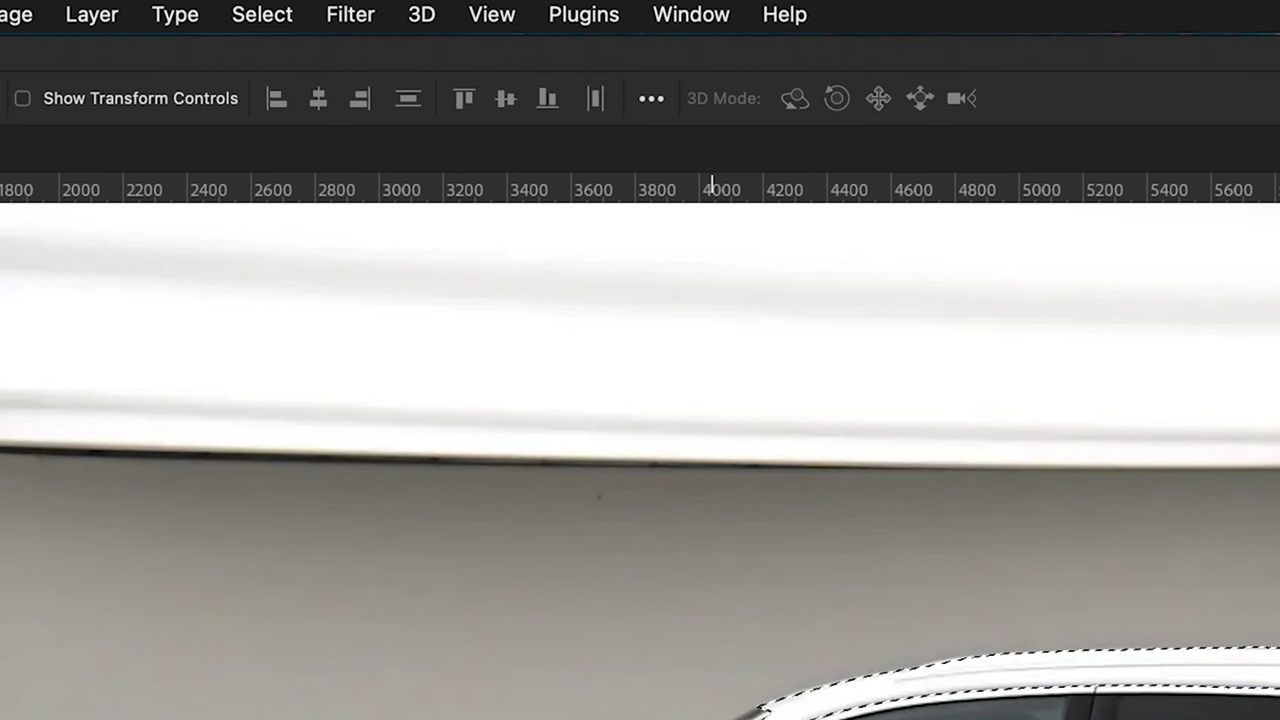 age Layer Type Select Filter 3D View Plugins Window Help
Show Transform Controls 3D Mode:
1800 2000 2200 2400 2600 2800 3000 3200 3400 3600 3800 4000 4200 4400 4600 4800 5000 5200 5400 5600